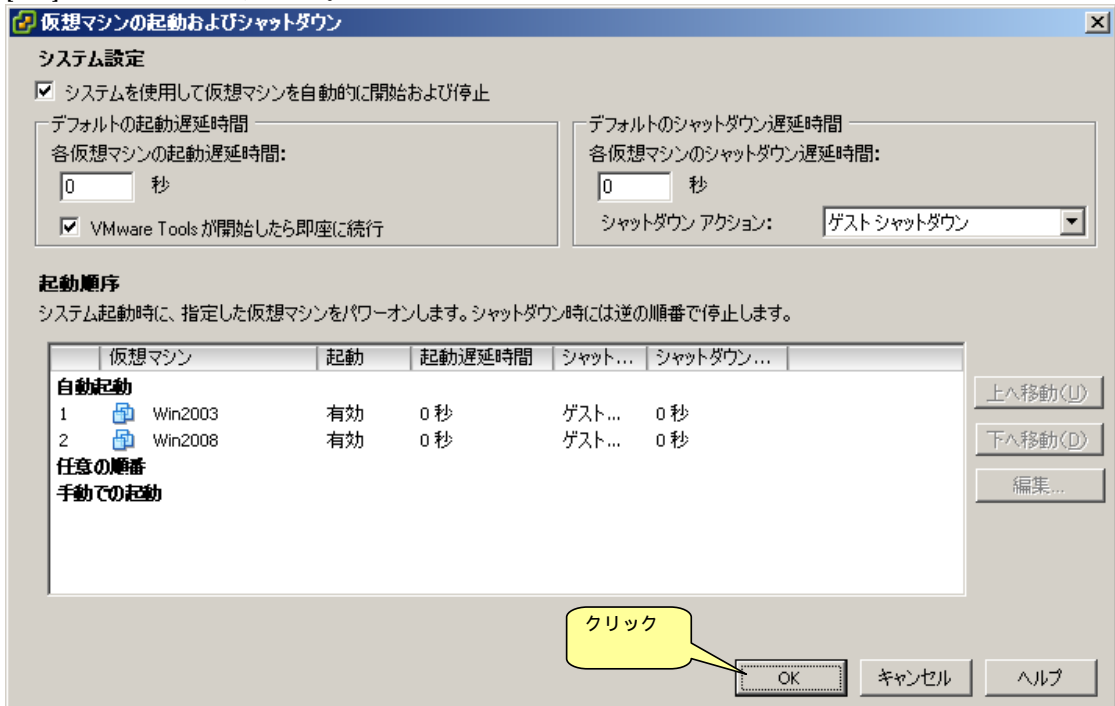 仮想マシンの起動およびシャットダウン
システム設定
システムを使用して仮想マシンを自動的に開始および停止
デフォルトの起動遅延時間
各仮想マシンの起動遅延時間:
0 秒
VMware Tools が開始したら即座に続行
デフォルトのシャットダウン遅延時間
各仮想マシンのシャットダウン遅延時間:
0 秒
シャットダウン アクション: ゲスト シャットダウン
起動順序
システム起動時に、指定した仮想マシンをパワーオンします。シャットダウン時には逆の順番で停止します。
仮想マシン 起動 起動遅延時間 シャット... シャットダウン...
自動起動
1 Win2003 有効 0 秒 ゲスト... 0 秒
2 Win2008 有効 0 秒 ゲスト... 0 秒
任意の順番
手動での起動
上へ移動(U)
下へ移動(D)
編集...
クリック
OK キャンセル ヘルプ